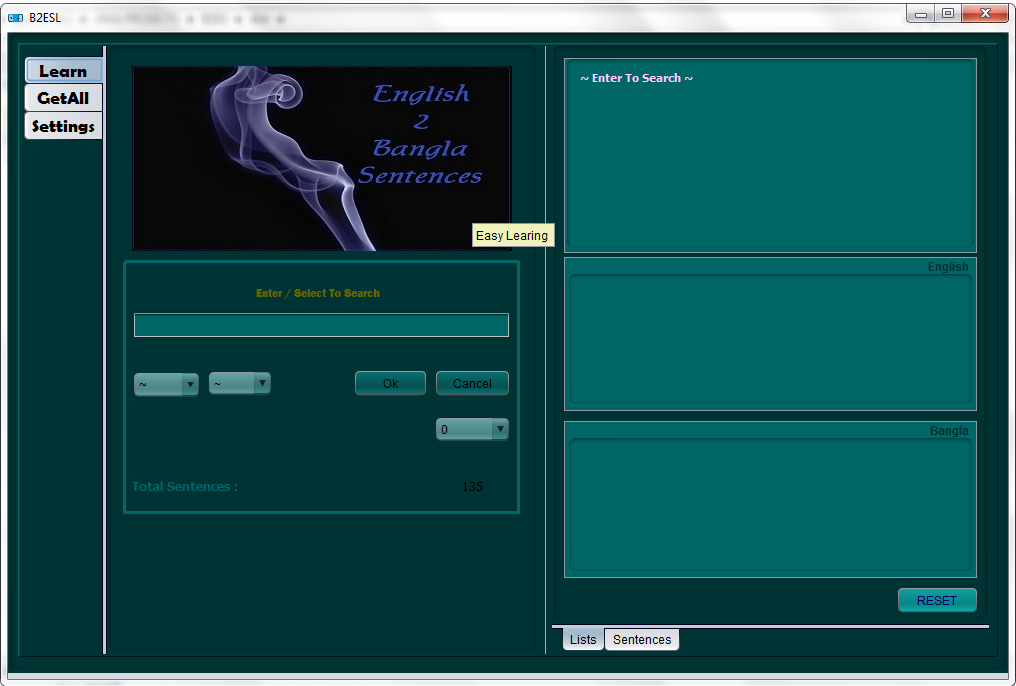 B2ESL
Learn
GetAll
Settings
English
2
Bangla
Sentences
Easy Learing
Enter / Select To Search
~
~
Ok
Cancel
0
Total Sentences :
135
~ Enter To Search ~
English
Bangla
RESET
Lists
Sentences